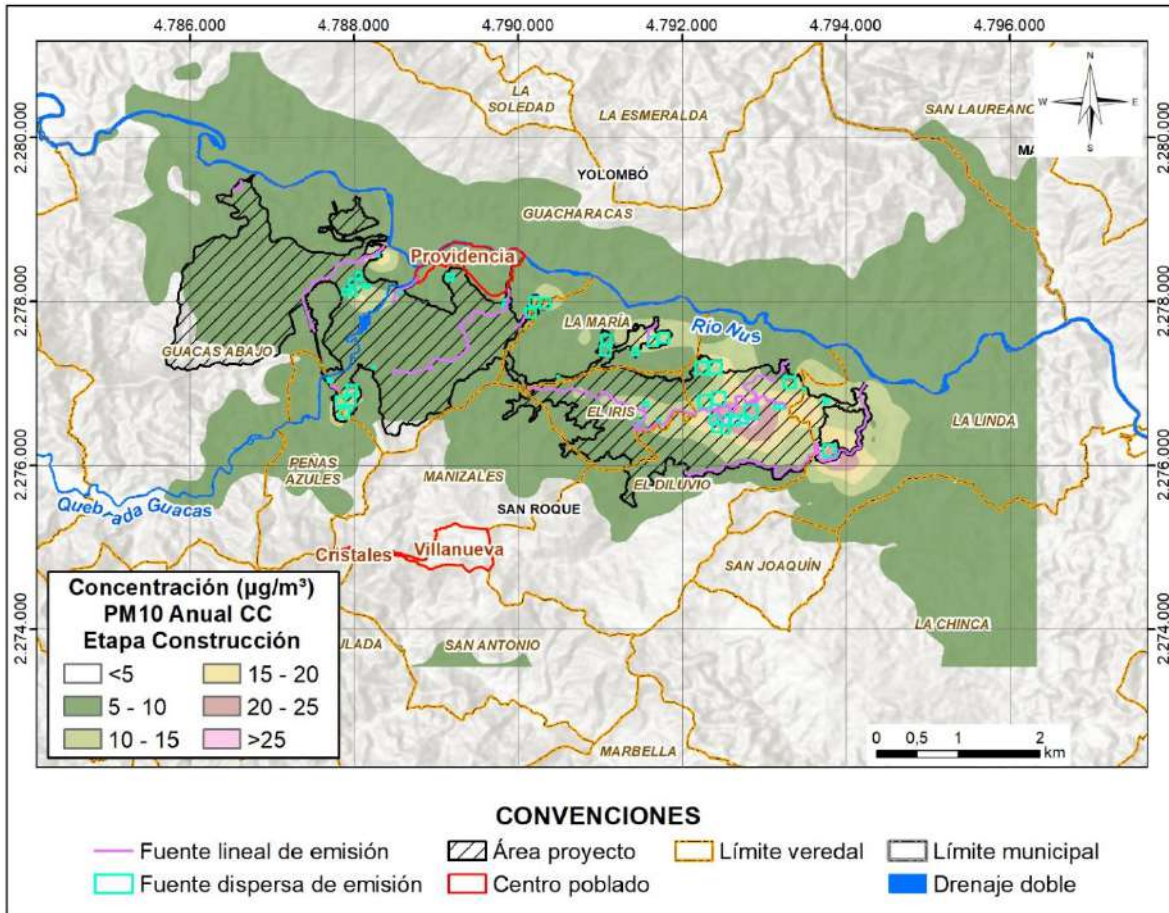 4.786.000 4.788.000 4.790.000 4.792.000 4.794.000 4.796.000
N
W E
S
LA
SOLEDAD
LA ESMERALDA
SAN LAUREANO
MA
2.280.000 2.280.000
YOLOMBÓ
GUACHARACAS
Providencia
2.278.000 2.278.000
LA MARÍA
Río Nus
GUACAS ABAJO
EL IRIS
LA LINDA
2.276.000 2.276.000
PEÑAS
AZULES
MANIZALES
EL DILUVIO
Quebrada Guacas
SAN ROQUE
Cristales
Villanueva
SAN JOAQUÍN
2.274.000 2.274.000
ULADA
SAN ANTONIO
LA CHINCA
MARBELLA
Concentración (µg/m³)
PM10 Anual CC
Etapa Construcción
<5 15 - 20
5 - 10 20 - 25
10 - 15 >25
0 0,5 1 2
km
CONVENCIONES
Fuente lineal de emisión Área proyecto Límite veredal Límite municipal
Fuente dispersa de emisión Centro poblado Drenaje doble